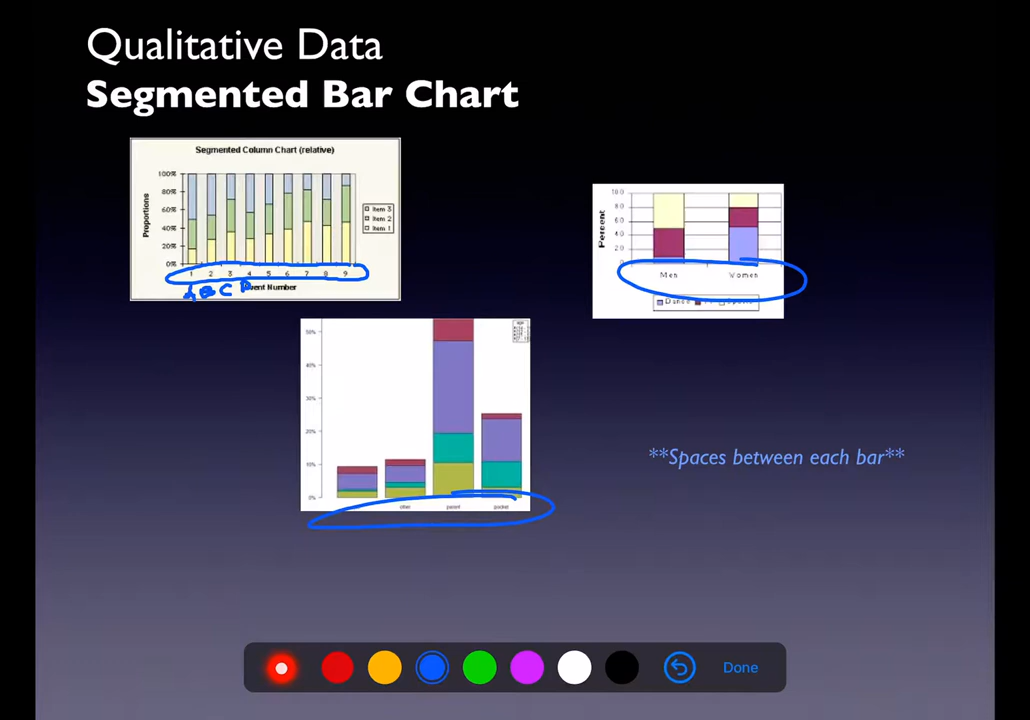 Qualitative Data
Segmented Bar Chart
Segmented Column Chart (relative)
100%
80%
60%
40%
20%
0%
Proportions
1 2 3 4 5 6 7 8 9
Item 3
Item 2
Item 1
A B C D
Number
Percent
100
80
60
40
20
0
Men Women
50%
40%
30%
20%
10%
0%
other pencil pocket
**Spaces between each bar**
Done